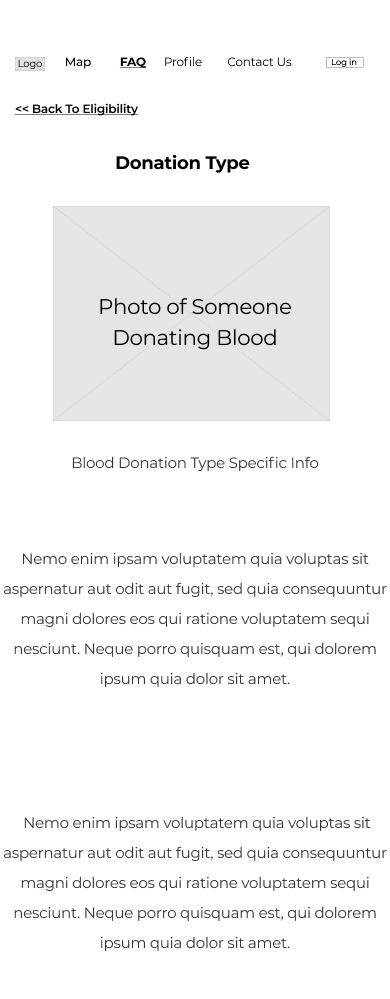 Logo Map FAQ Profile Contact Us Log in
<< Back To Eligibility
Donation Type
Photo of Someone
Donating Blood
Blood Donation Type Specific Info
Nemo enim ipsam voluptatem quia voluptas sit
aspernatur aut odit aut fugit, sed quia consequuntur
magni dolores eos qui ratione voluptatem sequi
nesciunt. Neque porro quisquam est, qui dolorem
ipsum quia dolor sit amet.
Nemo enim ipsam voluptatem quia voluptas sit
aspernatur aut odit aut fugit, sed quia consequuntur
magni dolores eos qui ratione voluptatem sequi
nesciunt. Neque porro quisquam est, qui dolorem
ipsum quia dolor sit amet.